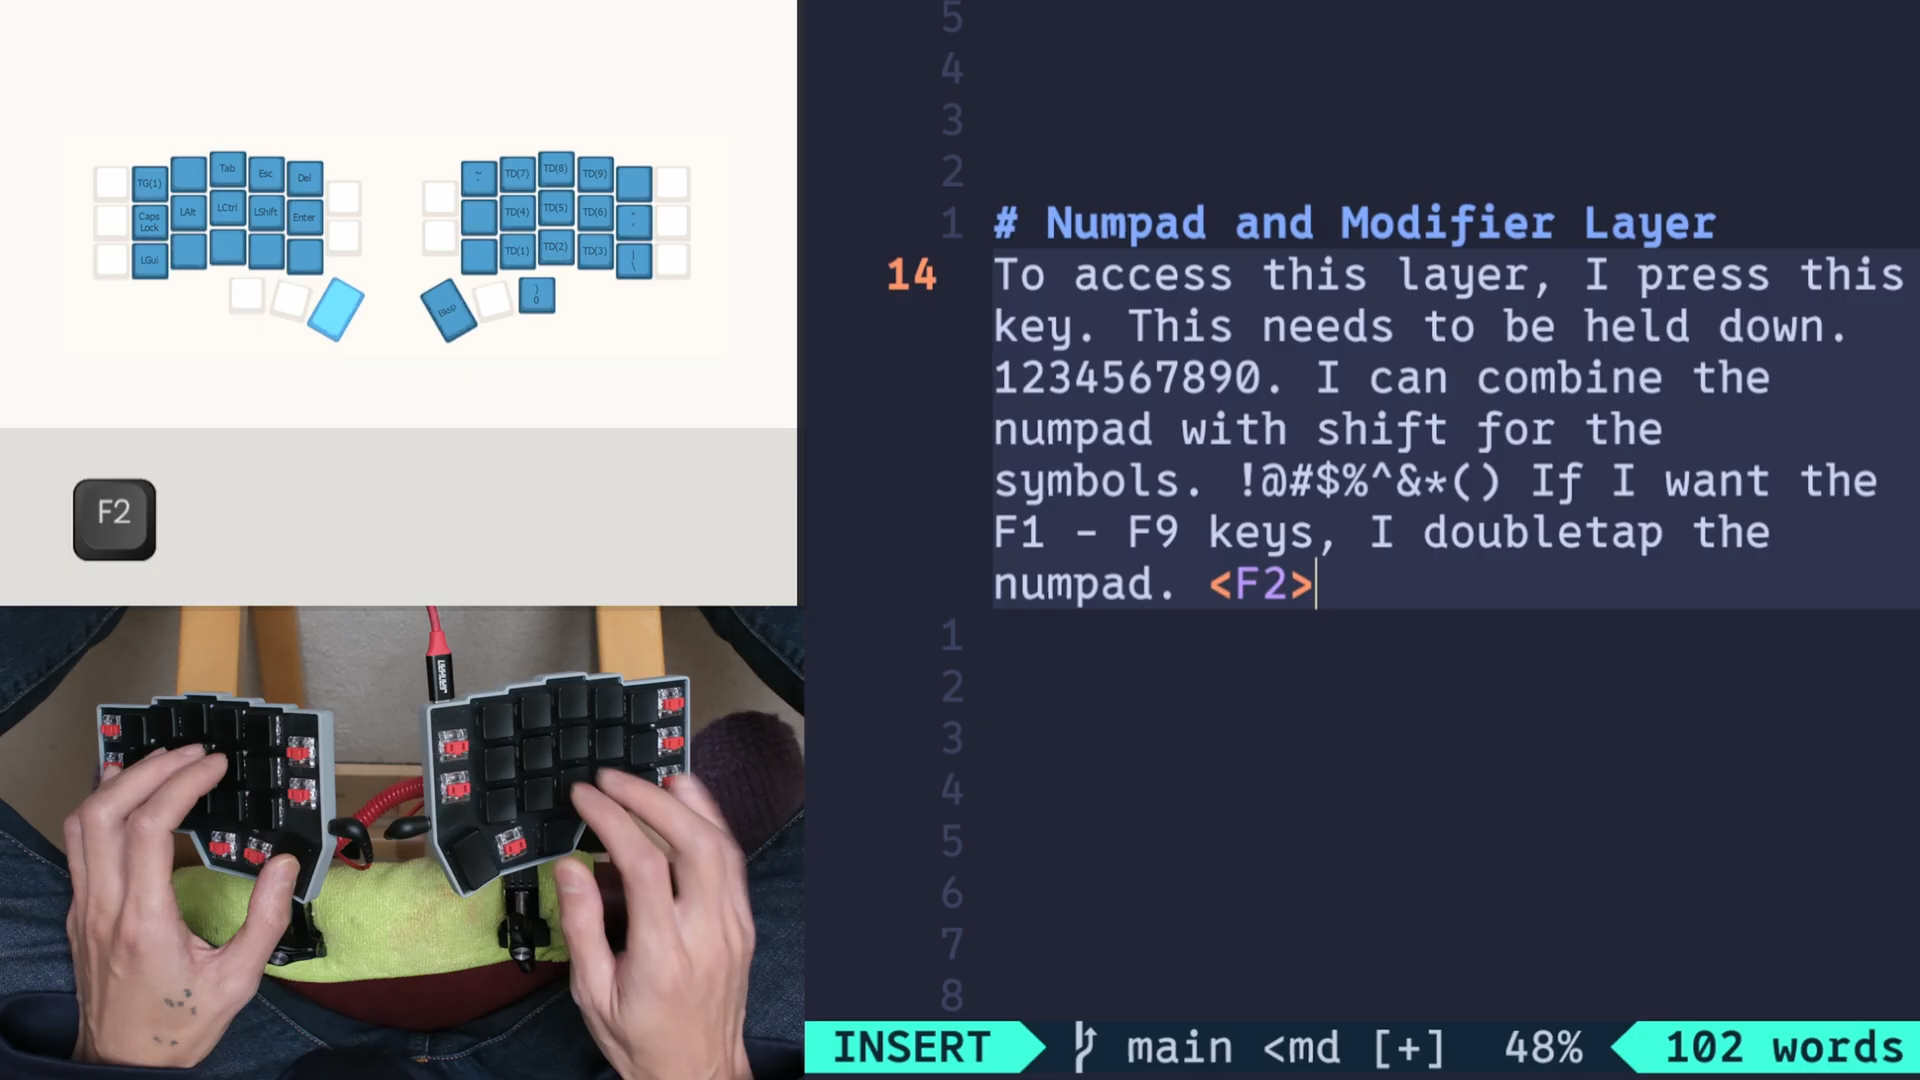 TG(1)
Tab
Esc
Del
Caps Lock
LAlt
LCtrl
LShift
Enter
LGui
~
`
TD(7)
TD(8)
TD(9)
TD(4)
TD(5)
TD(6)
"
'
TD(1)
TD(2)
TD(3)
|
\
Bksp
)
0
F2
5
4
3
2
1 # Numpad and Modifier Layer
14 To access this layer, I press this
key. This needs to be held down.
1234567890. I can combine the
numpad with shift for the
symbols. !@#$%^&*() If I want the
F1 - F9 keys, I doubletap the
numpad. <F2>
1
2
3
4
5
6
7
8
INSERT main <md [+] 48% 102 words